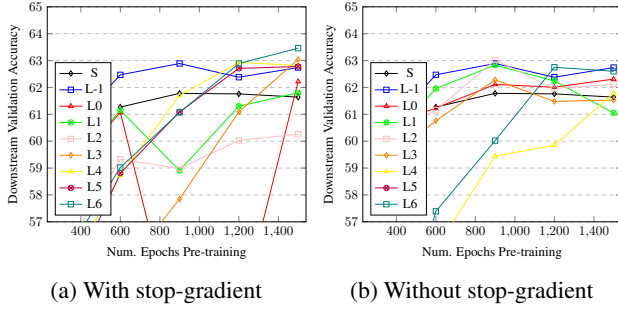 Downstream Validation Accuracy
65
64
63
62
61
60
59
58
57
S
L-1
L0
L1
L2
L3
L4
L5
L6
400 600 800 1,000 1,200 1,400
Num. Epochs Pre-training
(a) With stop-gradient
Downstream Validation Accuracy
65
64
63
62
61
60
59
58
57
S
L-1
L0
L1
L2
L3
L4
L5
L6
400 600 800 1,000 1,200 1,400
Num. Epochs Pre-training
(b) Without stop-gradient